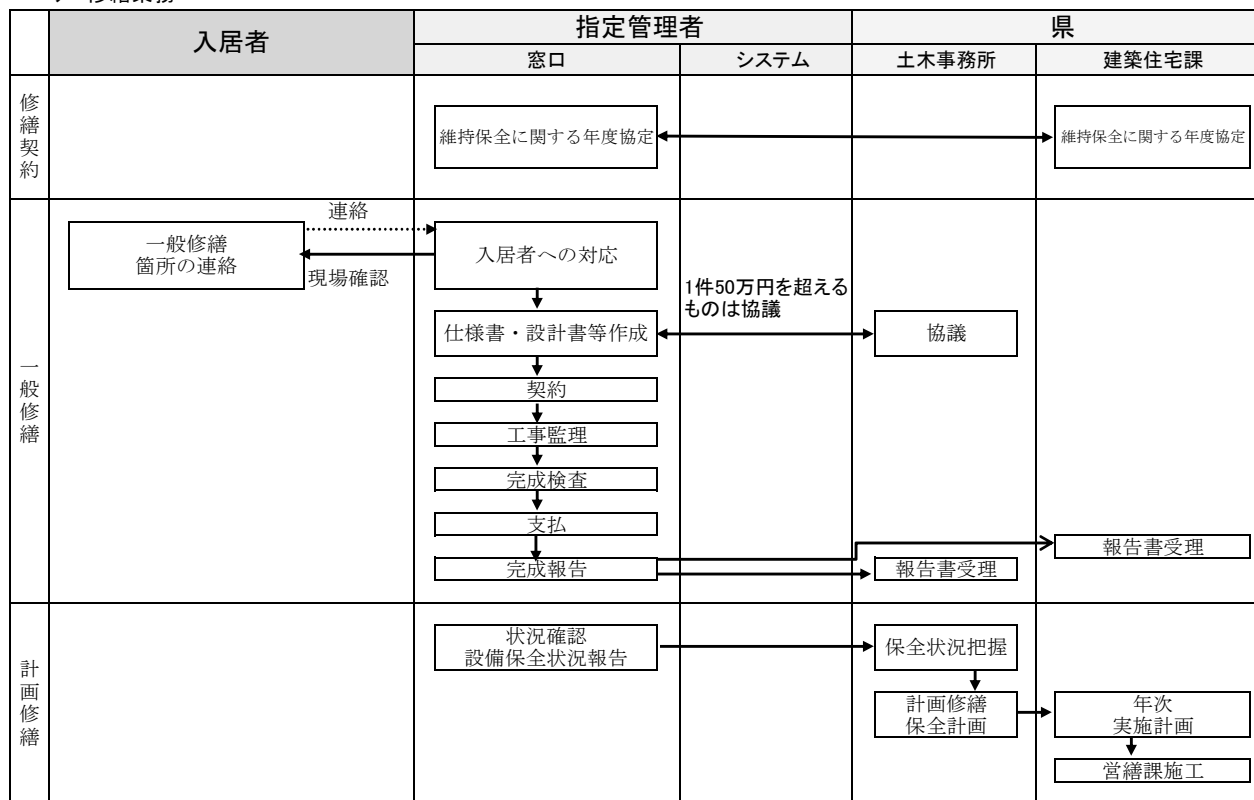 修繕業務
入居者
指定管理者
県
窓口
システム
土木事務所
建築住宅課
修繕契約
維持保全に関する年度協定
維持保全に関する年度協定
一般修繕
一般修繕
箇所の連絡
連絡
現場確認
入居者への対応
1件50万円を超える
ものは協議
仕様書・設計書等作成
協議
契約
工事監理
完成検査
支払
完成報告
報告書受理
報告書受理
計画修繕
状況確認
設備保全状況報告
保全状況把握
計画修繕
保全計画
年次
実施計画
営繕課施工